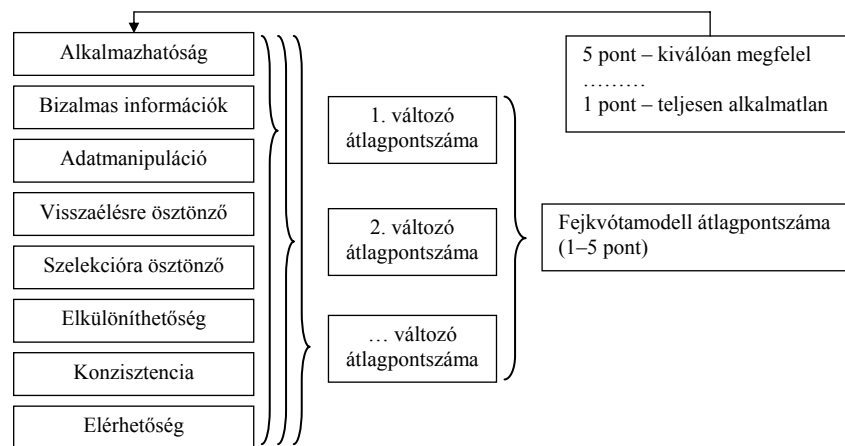 Alkalmazhatóság
Bizalmas információk
Adatmanipuláció
Visszaélésre ösztönző
Szelekcióra ösztönző
Elkülöníthetőség
Konzisztencia
Elérhetőség
1. változó
átlagpontszáma
2. változó
átlagpontszáma
… változó
átlagpontszáma
5 pont – kiválóan megfelel
………
1 pont – teljesen alkalmatlan
Fejkvótamodell átlagpontszáma
(1–5 pont)